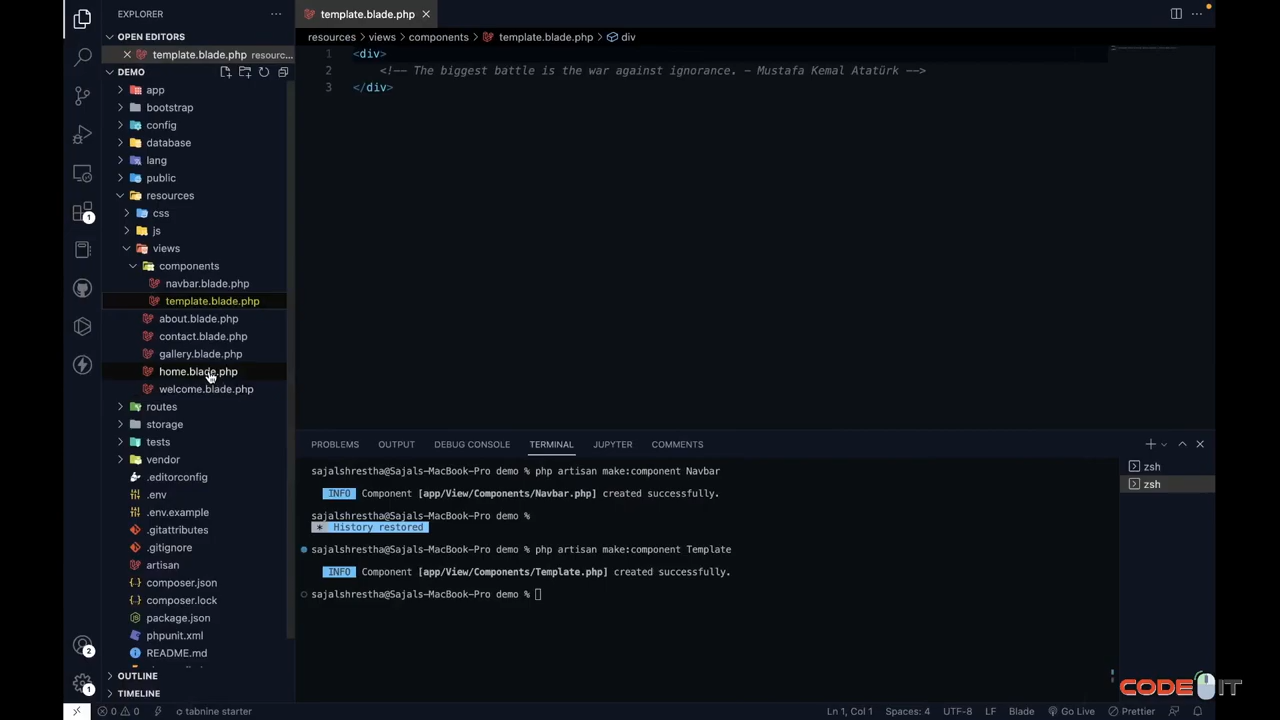 EXPLORER
template.blade.php
OPEN EDITORS
template.blade.php resourc...
resources views components template.blade.php div
DEMO
1 <div>
2 <!-- The biggest battle is the war against ignorance. - Mustafa Kemal Atatürk -->
3 </div>
app
bootstrap
config
database
lang
public
resources
css
js
views
components
navbar.blade.php
template.blade.php
about.blade.php
contact.blade.php
gallery.blade.php
home.blade.php
welcome.blade.php
routes
storage
tests
vendor
.editorconfig
.env
.env.example
.gitattributes
.gitignore
artisan
composer.json
composer.lock
package.json
phpunit.xml
README.md
OUTLINE
TIMELINE
1
2
1
PROBLEMS OUTPUT DEBUG CONSOLE TERMINAL JUPYTER COMMENTS
sajalshrestha@Sajals-MacBook-Pro demo % php artisan make:component Navbar
INFO Component [app/View/Components/Navbar.php] created successfully.
sajalshrestha@Sajals-MacBook-Pro demo %
* History restored
sajalshrestha@Sajals-MacBook-Pro demo % php artisan make:component Template
INFO Component [app/View/Components/Template.php] created successfully.
sajalshrestha@Sajals-MacBook-Pro demo %
zsh
zsh
CODE IT
0 0 tabnine starter Ln 1, Col 1 Spaces: 4 UTF-8 LF Blade Go Live Prettier